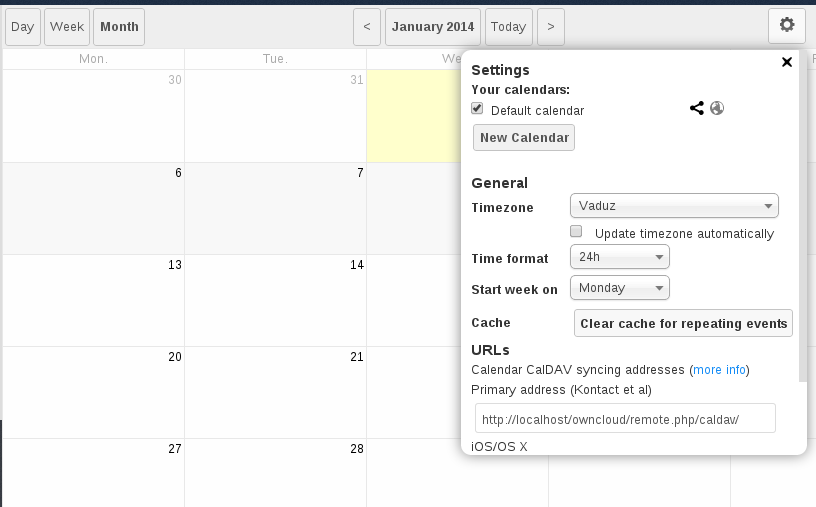 Day Week Month < January 2014 Today >
Mon. Tue. We
30 31
6 7
13 14
20 21
27 28
Settings
Your calendars:
Default calendar
New Calendar
General
Timezone Vaduz
Update timezone automatically
Time format 24h
Start week on Monday
Cache Clear cache for repeating events
URLs
Calendar CalDAV syncing addresses (more info)
Primary address (Kontact et al)
http://localhost/owncloud/remote.php/caldav/
iOS/OS X